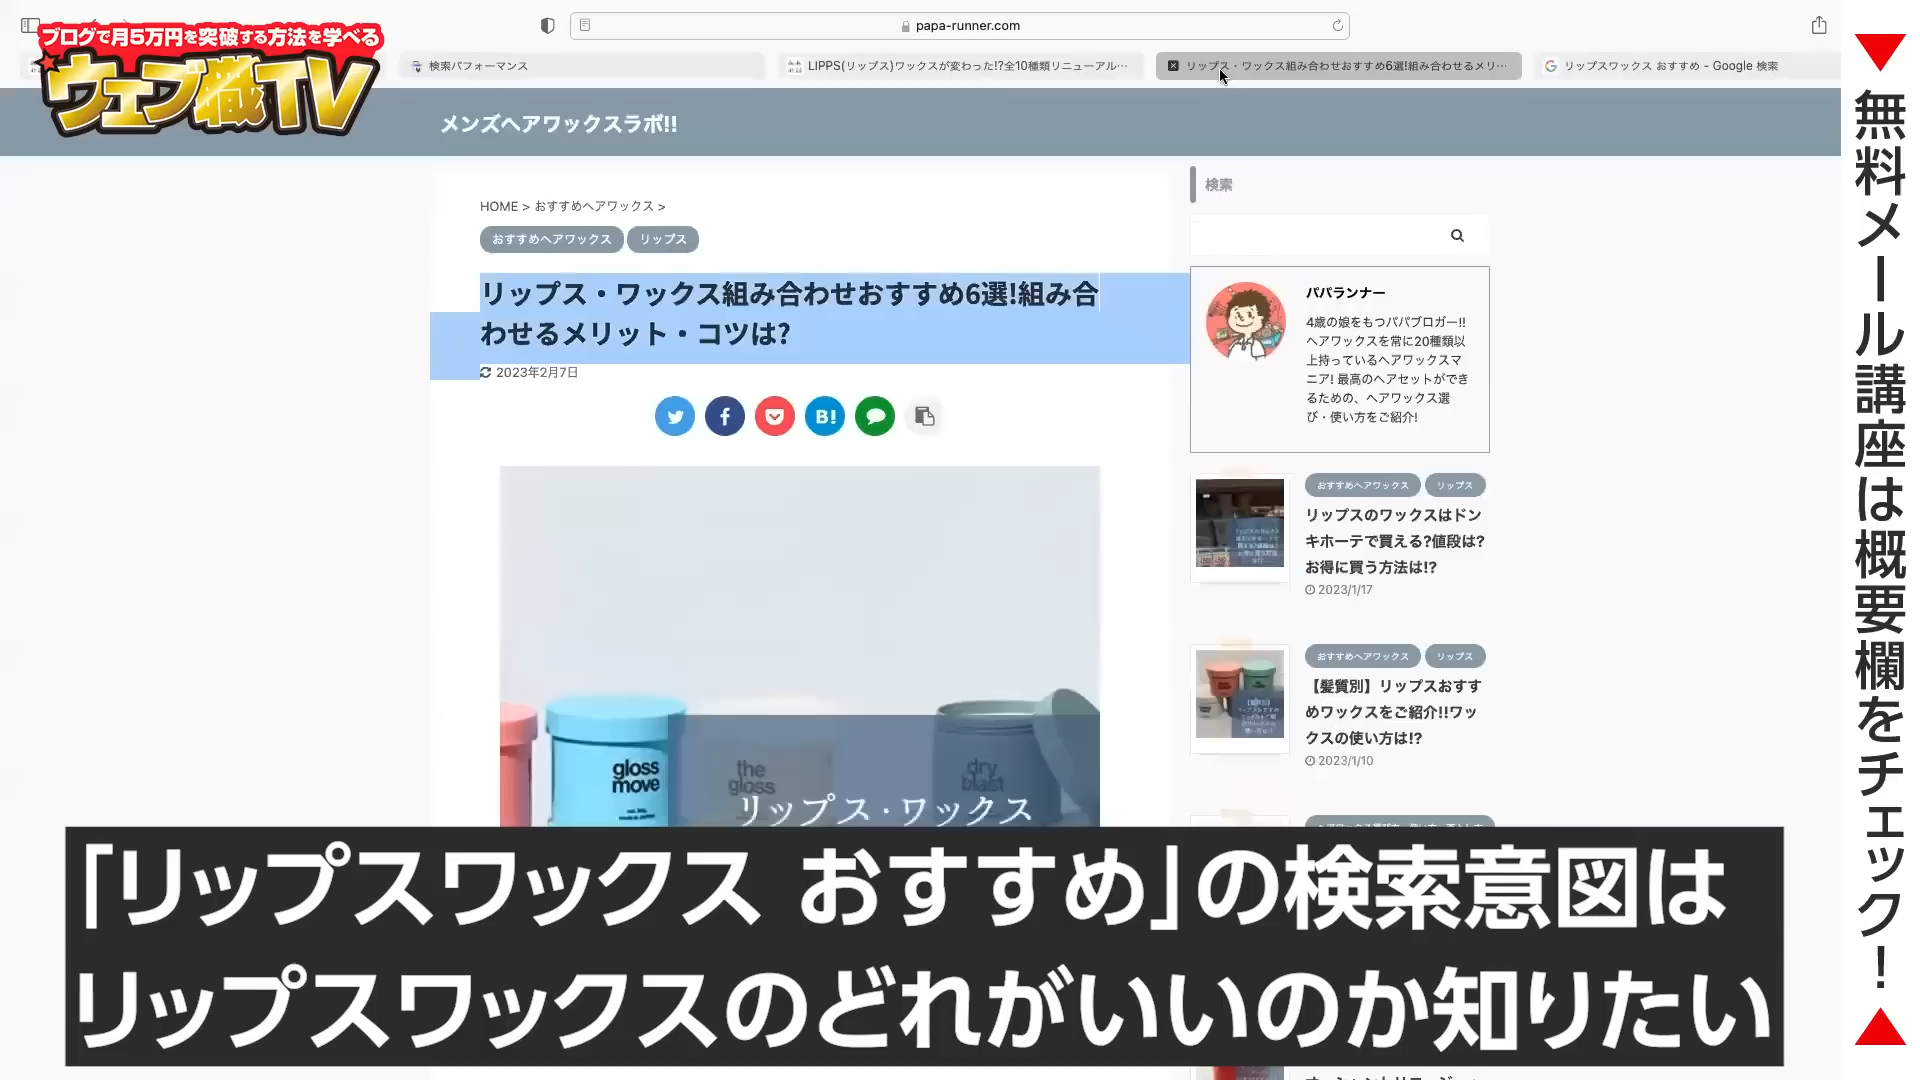 ブログで月5万円を突破する方法を学べる
ウェブ職TV
papa-runner.com
検索パフォーマンス
LIPPS(リップス)ワックスが変わった!?全10種類リニューアル…
リップス・ワックス組み合わせおすすめ6選!組み合わせるメリ…
リップスワックス おすすめ - Google 検索
メンズヘアワックスラボ!!
HOME > おすすめヘアワックス >
おすすめヘアワックス リップス
リップス・ワックス組み合わせおすすめ6選!組み合
わせるメリット・コツは?
2023年2月7日
B!
gloss
move
the
gloss
dry
blast
リップス・ワックス
検索
パパランナー
4歳の娘をもつパパブロガー!!
ヘアワックスを常に20種類以
上持っているヘアワックスマ
ニア! 最高のヘアセットができ
るための、ヘアワックス選
び・使い方をご紹介!
おすすめヘアワックス リップス
リップスのワックスはドン
キホーテで買える?値段は?
お得に買う方法は!?
2023/1/17
おすすめヘアワックス リップス
【髪質別】リップスおすす
めワックスをご紹介!!ワッ
クスの使い方は!?
2023/1/10
「リップスワックス おすすめ」の検索意図は
リップスワックスのどれがいいのか知りたい
無料メール講座は概要欄をチェック!